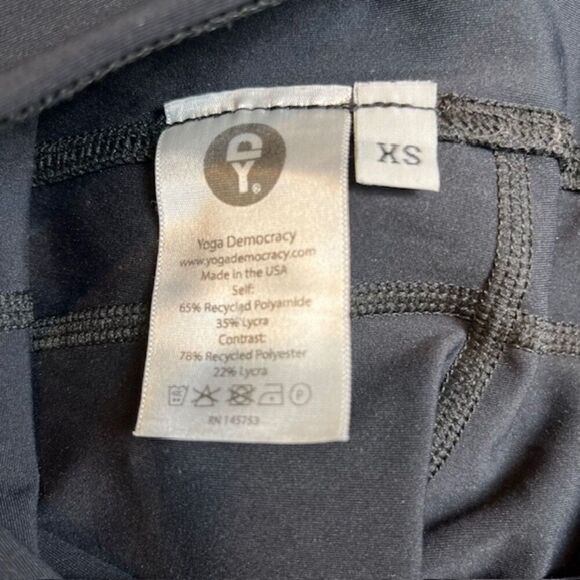 DY®
XS
Yoga Democracy
www.yogademocracy.com
Made in the USA
Self:
65% Recycled Polyamide
35% Lycra
Contrast:
78% Recycled Polyester
22% Lycra
P
RN 145753